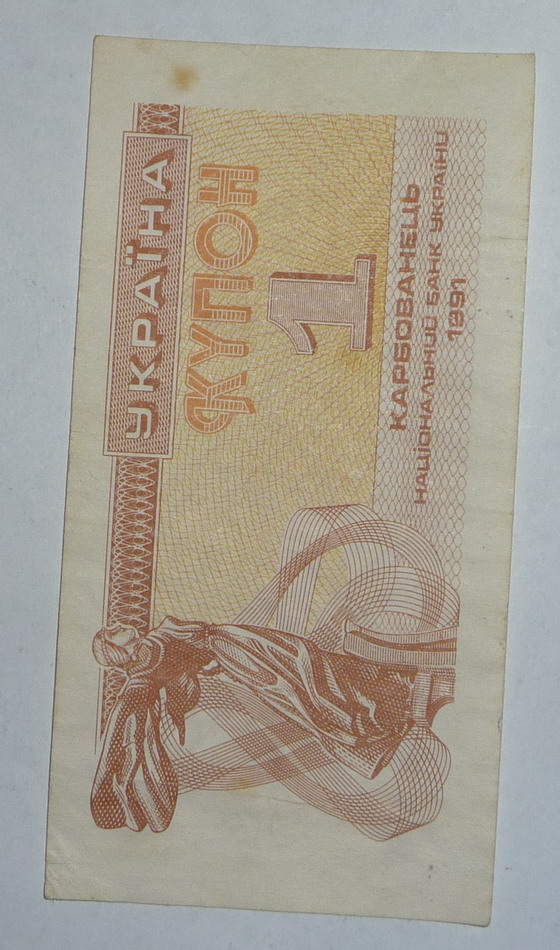 УКРАЇНА
КУПОН
1
КАРБОВАНЕЦЬ
НАЦІОНАЛЬНИЙ БАНК УКРАЇНИ
1991